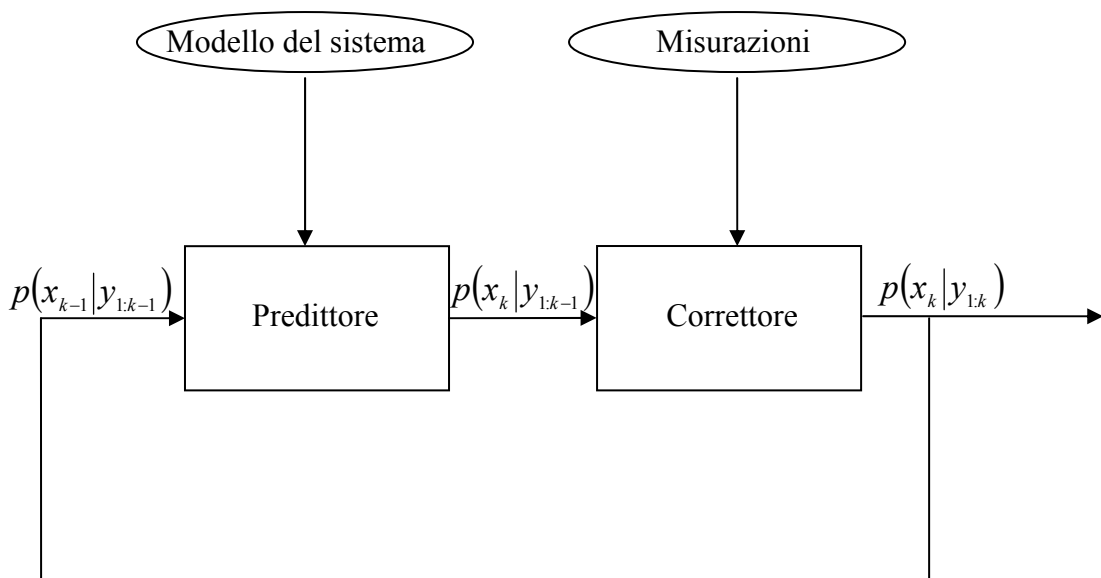 Modello del sistema
Misurazioni
p(x_{k-1}|y_{1:k-1})
Predittore
p(x_k|y_{1:k-1})
Correttore
p(x_k|y_{1:k})